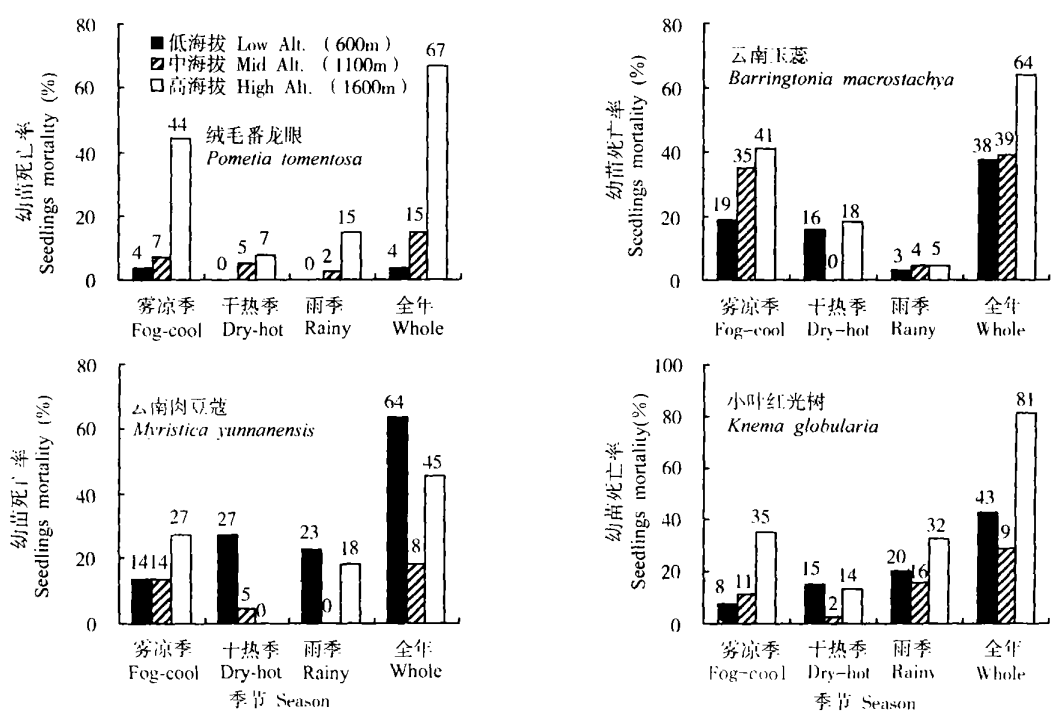 80
60
40
20
0
幼苗死亡率
Seedlings mortality (%)
低海拔 Low Alt. (600m)
中海拔 Mid Alt. (1100m)
高海拔 High Alt. (1600m)
绒毛番龙眼
Pometia tomentosa
4 7 44
0 5 7
0 2 15
4 15 67
雾凉季 干热季 雨季 全年
Fog-cool Dry-hot Rainy Whole
80
60
40
20
0
幼苗死亡率
Seedlings mortality (%)
云南玉蕊
Barringtonia macrostachya
19 35 41
16 0 18
3 4 5
38 39 64
雾凉季 干热季 雨季 全年
Fog-cool Dry-hot Rainy Whole
80
60
40
20
0
幼苗死亡率
Seedlings mortality (%)
云南肉豆蔻
Myristica yunnanensis
14 14 27
27 5 0
23 0 18
64 8 45
雾凉季 干热季 雨季 全年
Fog-cool Dry-hot Rainy Whole
季节 Season
100
80
60
40
20
0
幼苗死亡率
Seedlings mortality(%)
小叶红光树
Knema globularia
8 11 35
15 2 14
20 16 32
43 9 81
雾凉季 干热季 雨季 全年
Fog-cool Dry-hot Rainy Whole
季节 Season